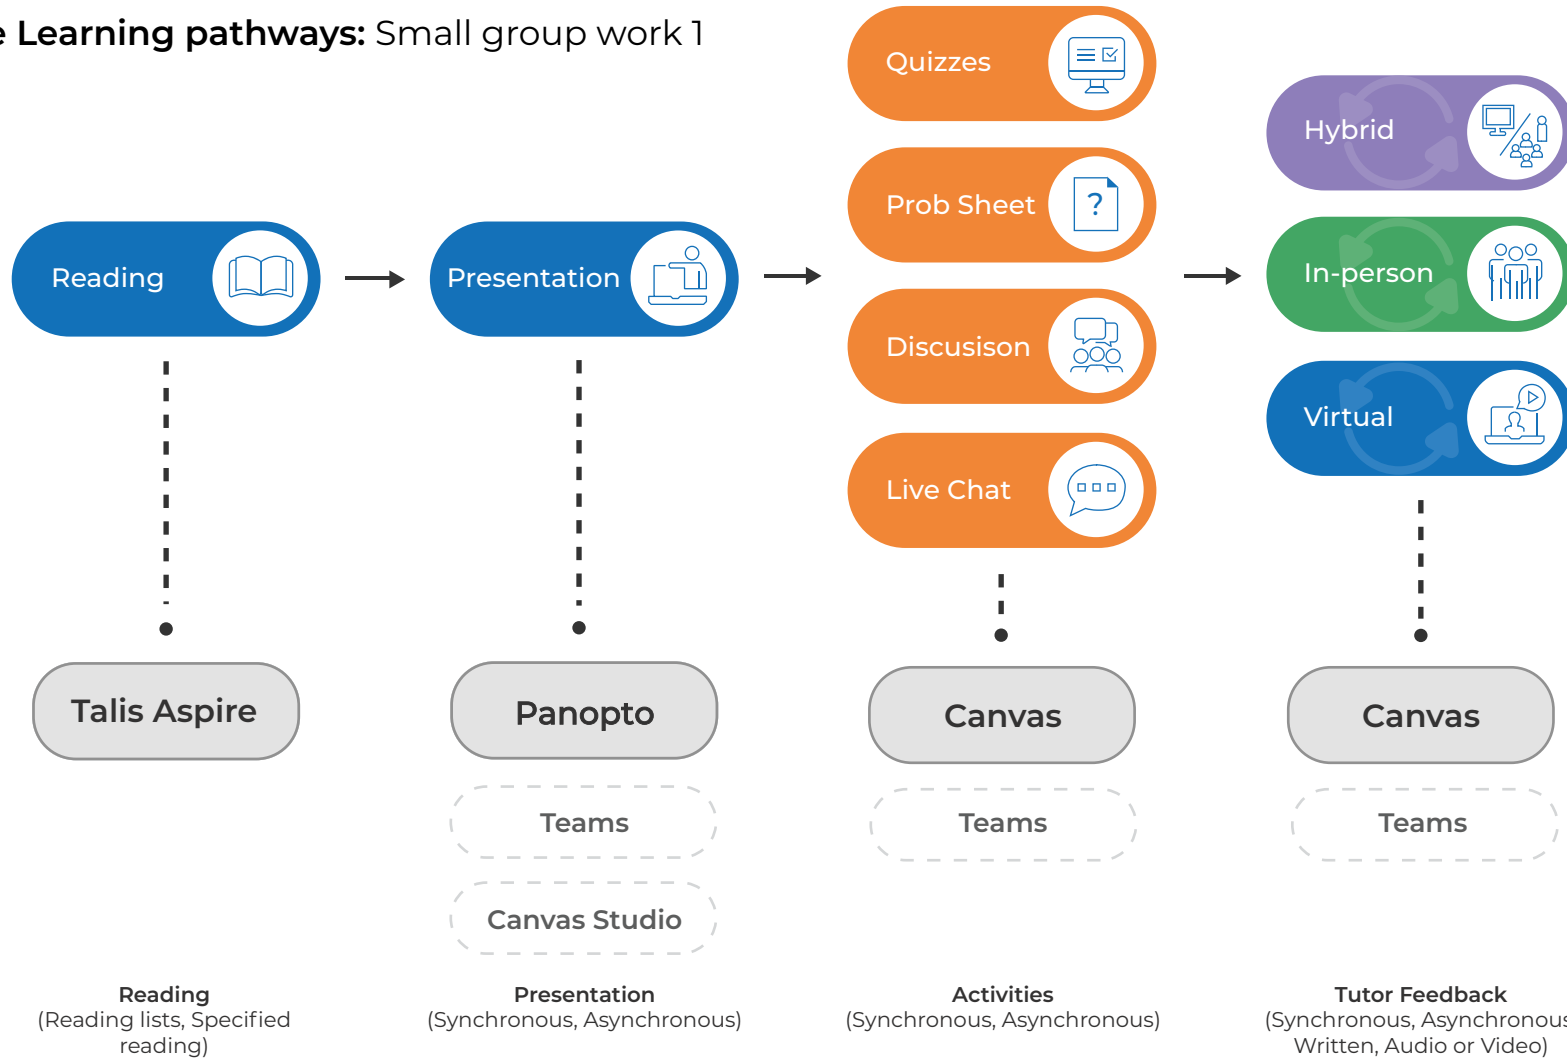 e Learning pathways: Small group work 1
Quizzes
Prob Sheet
Discusison
Live Chat
Hybrid
In-person
Virtual
Reading
Presentation
?
Talis Aspire
Panopto
Canvas
Canvas
Teams
Teams
Teams
Canvas Studio
Reading
(Reading lists, Specified
reading)
Presentation
(Synchronous, Asynchronous)
Activities
(Synchronous, Asynchronous)
Tutor Feedback
(Synchronous, Asynchronous
Written, Audio or Video)